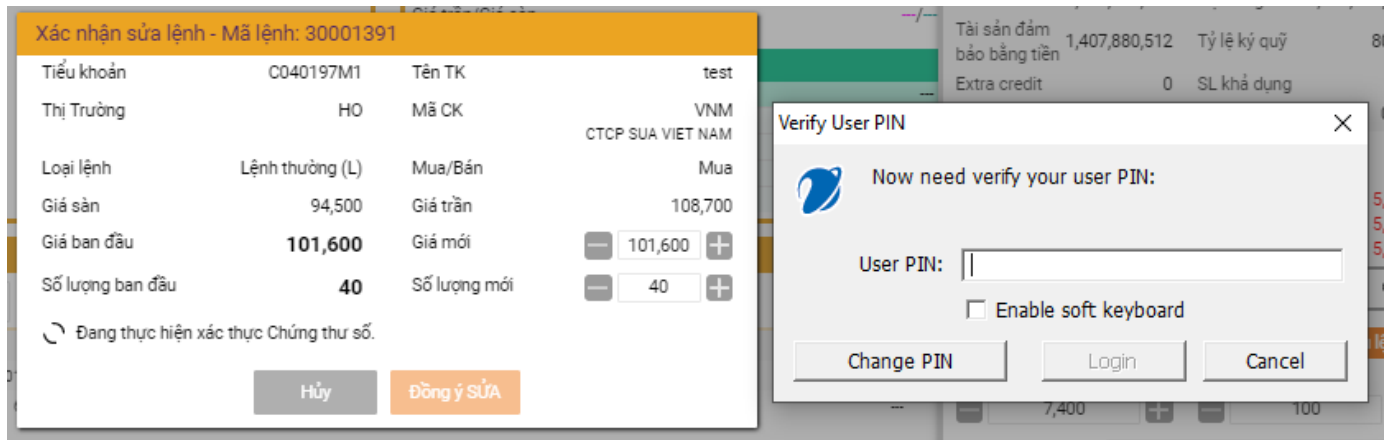 Giá trần/Giá sàn
---/---
Xác nhận sửa lệnh - Mã lệnh: 30001391
Tiểu khoản C040197M1 Tên TK test
Thị Trường HO Mã CK VNM
CTCP SUA VIET NAM
Loại lệnh Lệnh thường (L) Mua/Bán Mua
Giá sàn 94,500 Giá trần 108,700
Giá ban đầu 101,600 Giá mới 101,600
Số lượng ban đầu 40 Số lượng mới 40
Đang thực hiện xác thực Chứng thư số.
Hủy Đồng ý SỬA
---
Tài sản đảm
bảo bằng tiền 1,407,880,512 Tỷ lệ ký quỹ
Extra credit 0 SL khả dụng
Verify User PIN
Now need verify your user PIN:
User PIN:
Enable soft keyboard
Change PIN Login Cancel
--- 7,400 100